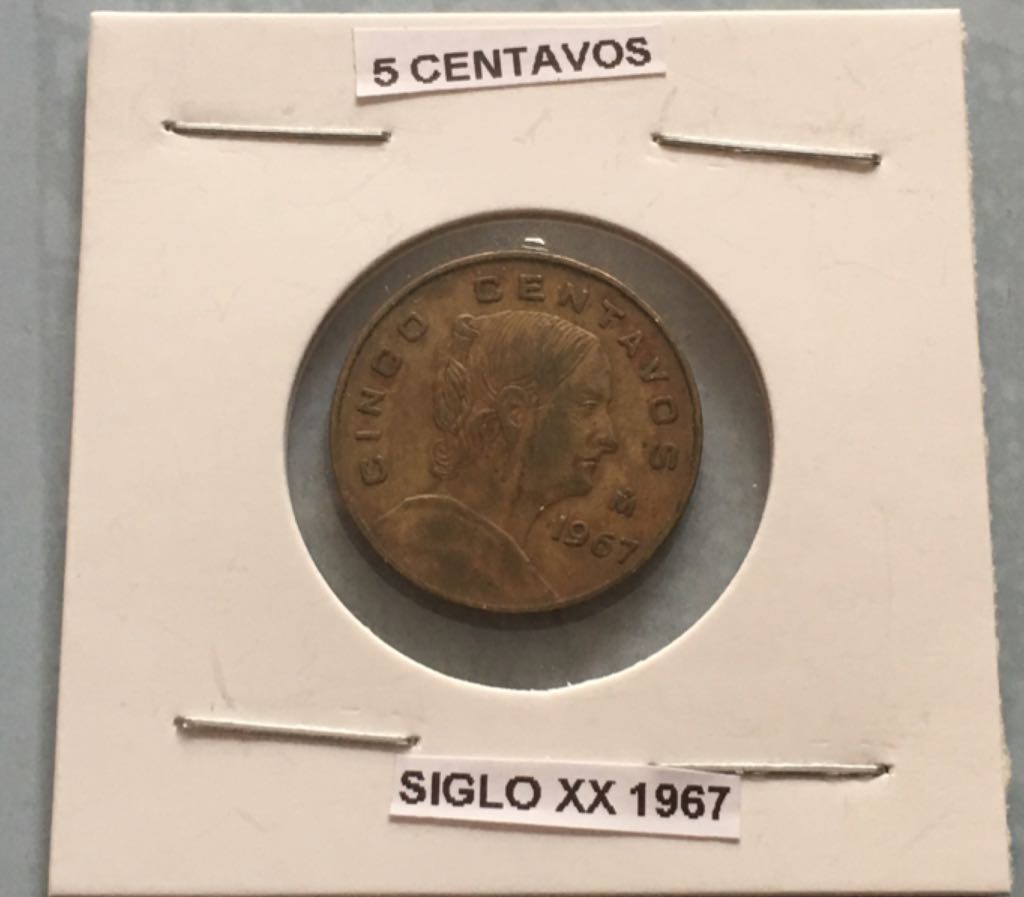 5 CENTAVOS
CINCO CENTAVOS
M
1967
SIGLO XX 1967